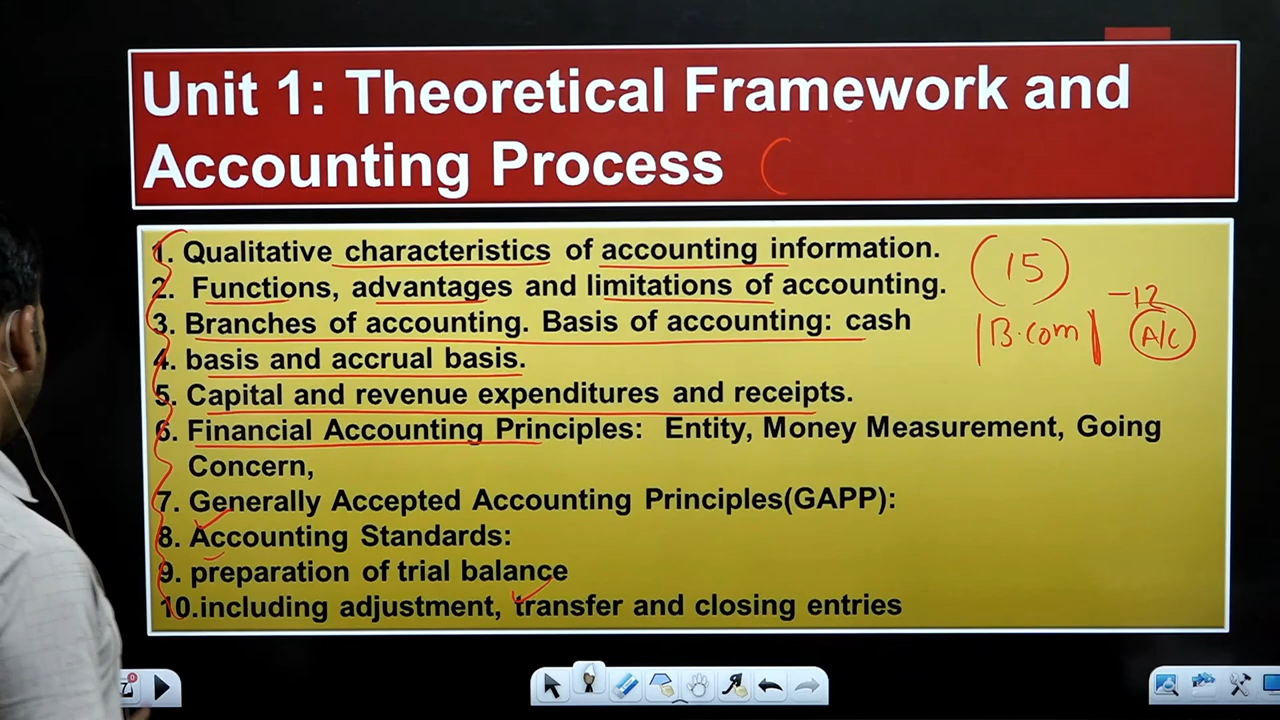 Unit 1: Theoretical Framework and
Accounting Process (
1. Qualitative characteristics of accounting information.
2. Functions, advantages and limitations of accounting.
3. Branches of accounting. Basis of accounting: cash
4. basis and accrual basis.
5. Capital and revenue expenditures and receipts.
6. Financial Accounting Principles: Entity, Money Measurement, Going
Concern,
7. Generally Accepted Accounting Principles(GAPP):
8. Accounting Standards:
9. preparation of trial balance
10.including adjustment, transfer and closing entries
(15)
-12
|B.com| A/c